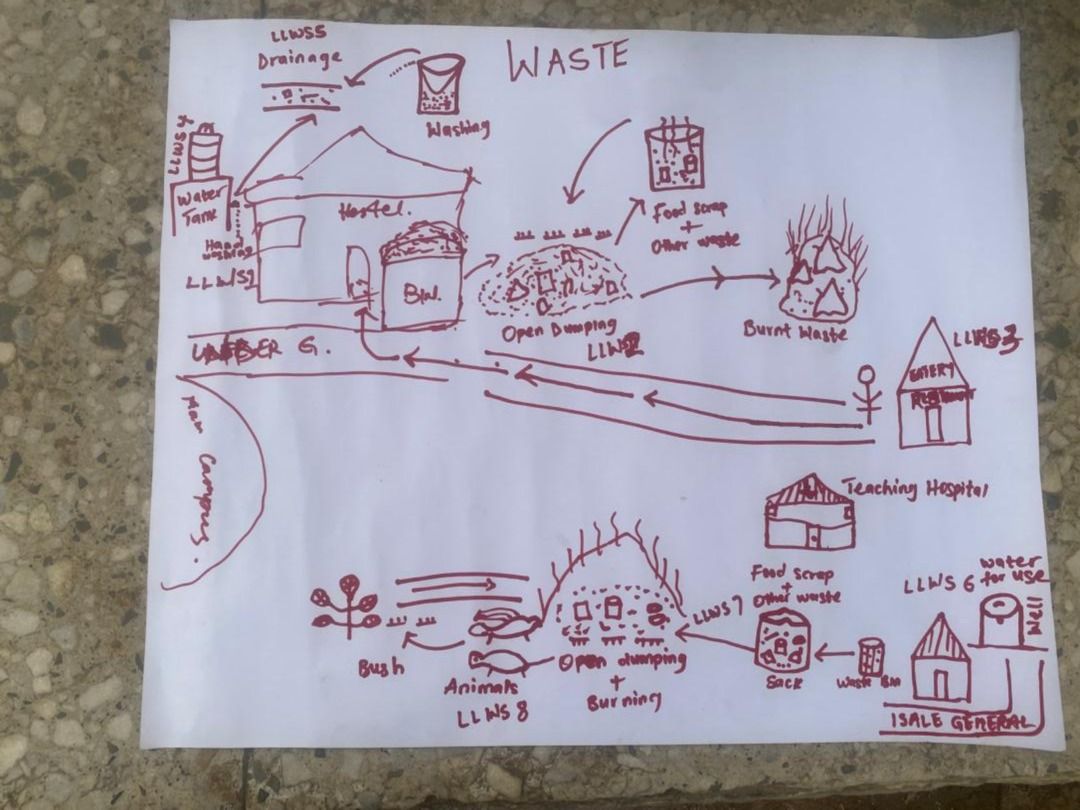 WASTE
LLWS5
Drainage
Washing
LLWS4
Water
Tank
Hand
washing
LLWS1
Hostel.
Bin.
Food scrap
+
Other waste
Open Dumping
Burnt Waste
G.
LLWS3
EATERY
Main Campus.
Teaching Hospital
Food scrap
+
Other waste
LLWS7
Sack
Waste Bin
LLWS 6
water
for use
Well
ISALE GENERAL
Bush
Animals
LLWS 8
Open dumping
+
Burning